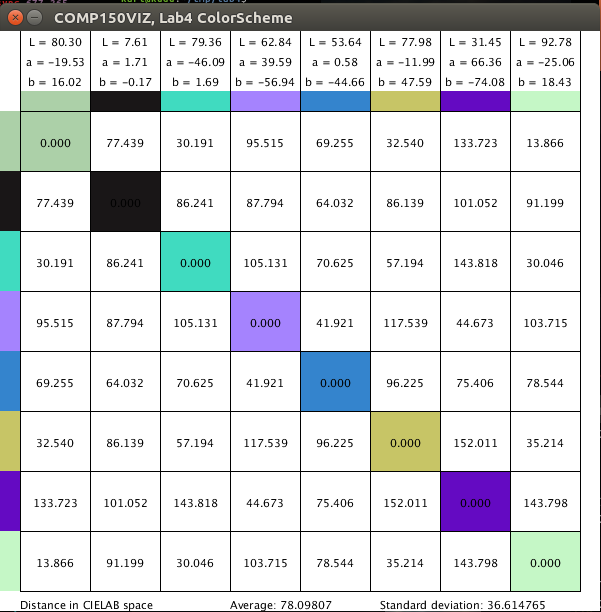 COMP150VIZ, Lab4 ColorScheme
L = 80.30 L = 7.61 L = 79.36 L = 62.84 L = 53.64 L = 77.98 L = 31.45 L = 92.78
a = −19.53 a = 1.71 a = −46.09 a = 39.59 a = 0.58 a = −11.99 a = 66.36 a = −25.06
b = 16.02 b = −0.17 b = 1.69 b = −56.94 b = −44.66 b = 47.59 b = −74.08 b = 18.43
0.000 77.439 30.191 95.515 69.255 32.540 133.723 13.866
77.439 0.000 86.241 87.794 64.032 86.139 101.052 91.199
30.191 86.241 0.000 105.131 70.625 57.194 143.818 30.046
95.515 87.794 105.131 0.000 41.921 117.539 44.673 103.715
69.255 64.032 70.625 41.921 0.000 96.225 75.406 78.544
32.540 86.139 57.194 117.539 96.225 0.000 152.011 35.214
133.723 101.052 143.818 44.673 75.406 152.011 0.000 143.798
13.866 91.199 30.046 103.715 78.544 35.214 143.798 0.000
Distance in CIELAB space Average: 78.09807 Standard deviation: 36.614765